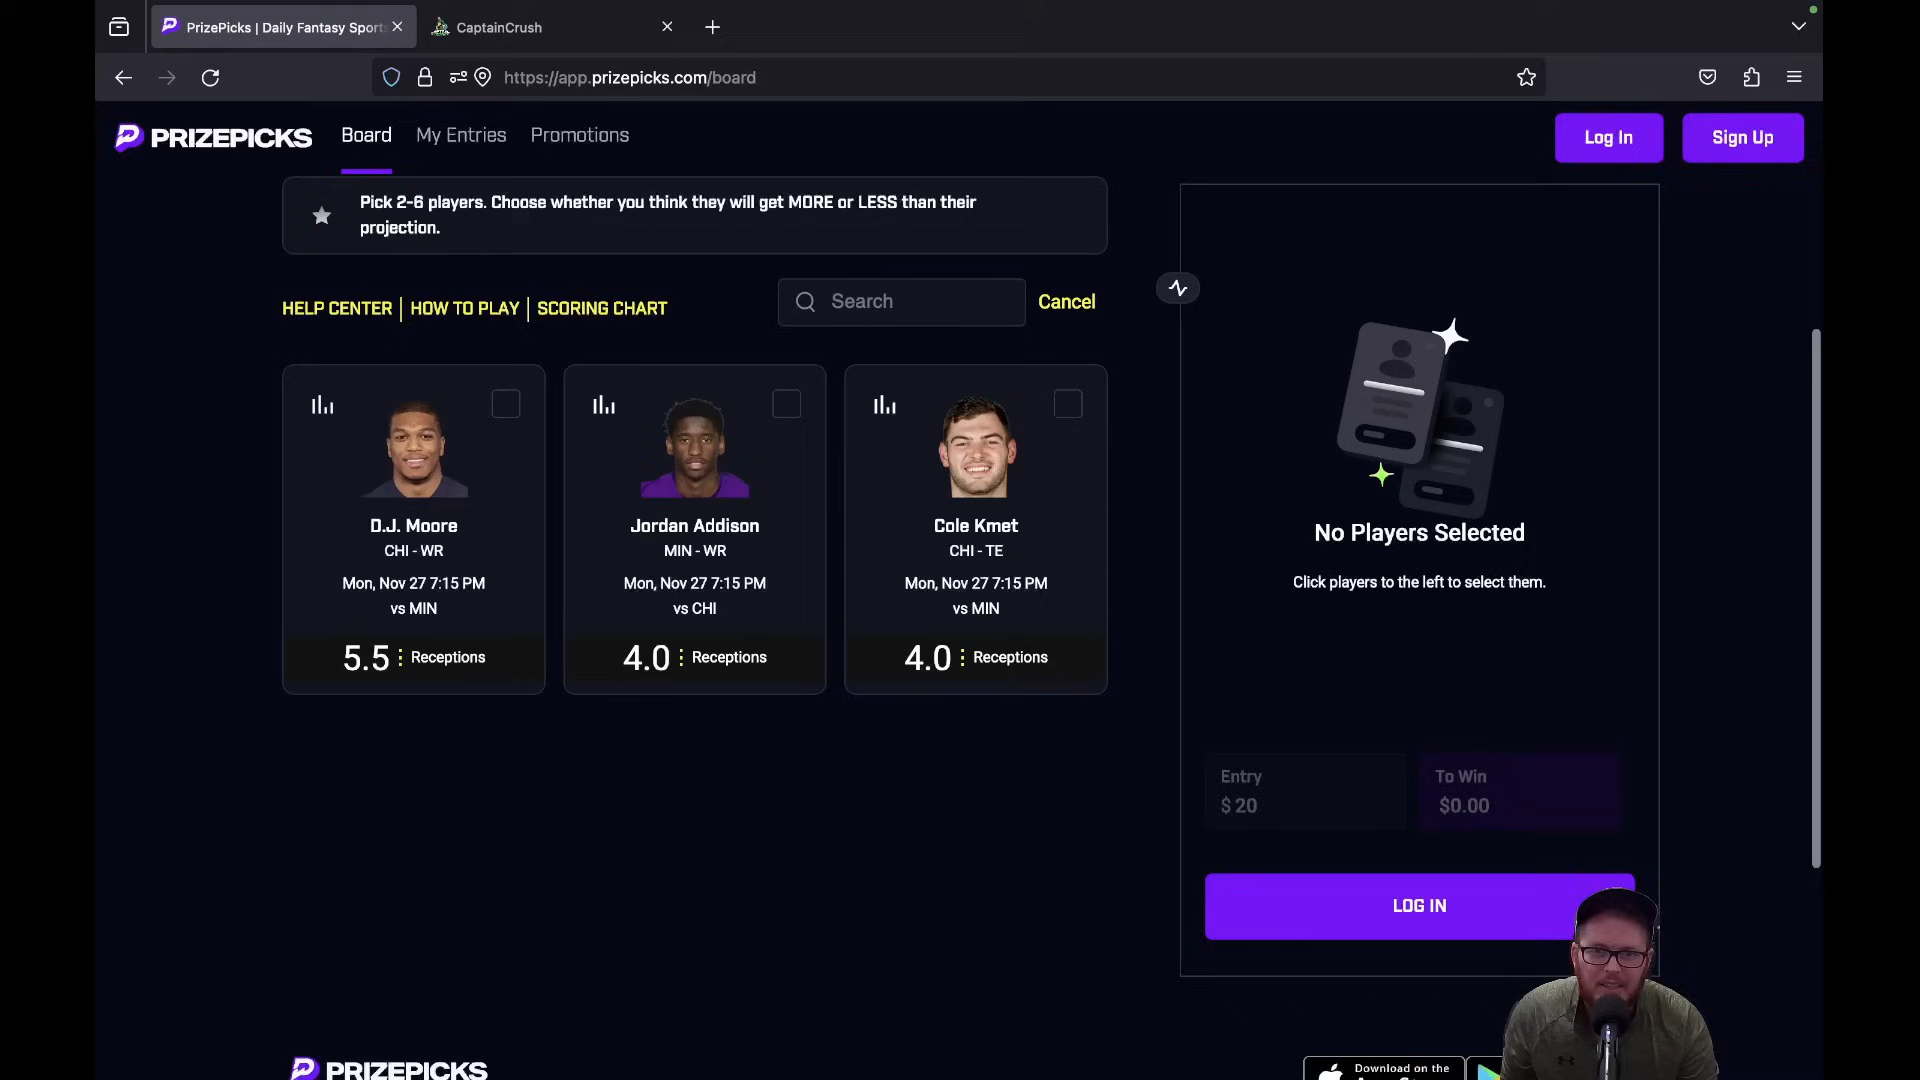 PrizePicks | Daily Fantasy Sports
CaptainCrush
https://app.prizepicks.com/board
PRIZEPICKS
Board
My Entries
Promotions
Log In
Sign Up
Pick 2-6 players. Choose whether you think they will get MORE or LESS than their
projection.
HELP CENTER | HOW TO PLAY | SCORING CHART
Search
Cancel
D.J. Moore
CHI - WR
Mon, Nov 27 7:15 PM
vs MIN
5.5 Receptions
Jordan Addison
MIN - WR
Mon, Nov 27 7:15 PM
vs CHI
4.0 Receptions
Cole Kmet
CHI - TE
Mon, Nov 27 7:15 PM
vs MIN
4.0 Receptions
No Players Selected
Click players to the left to select them.
Entry
$ 20
To Win
$0.00
LOG IN
PRIZEPICKS
Download on the